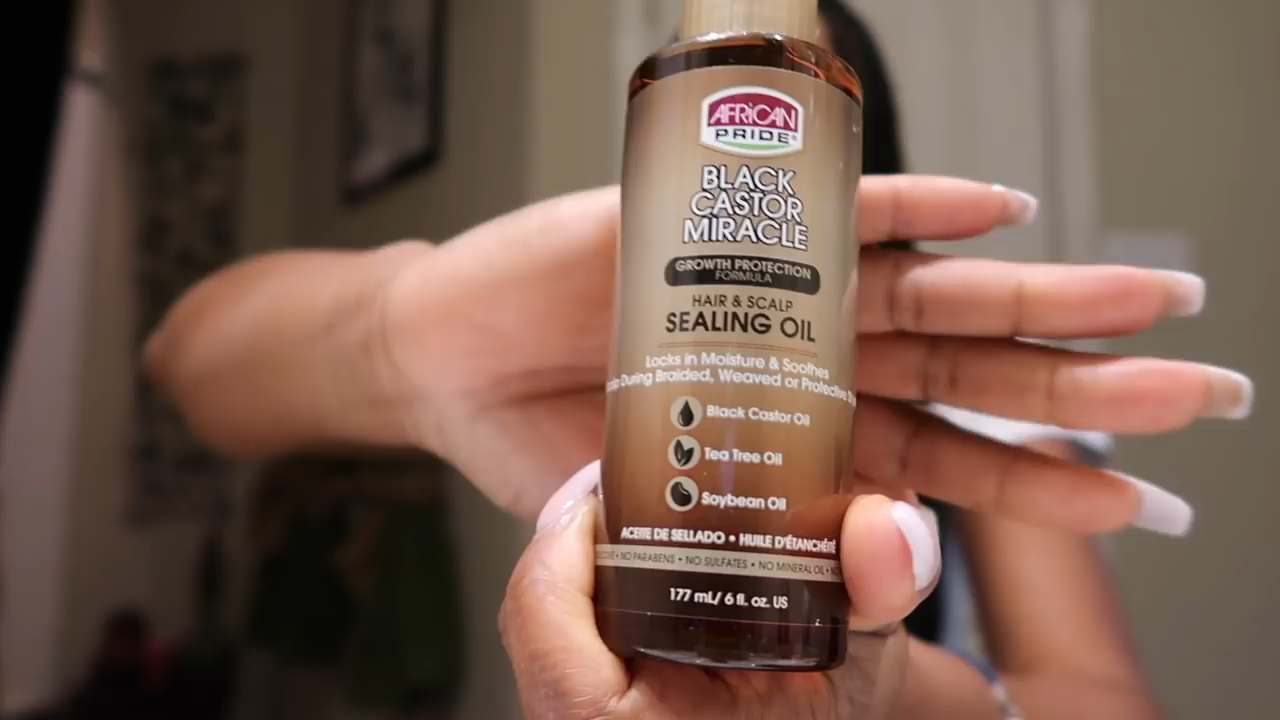 AFRICAN
PRIDE
BLACK
CASTOR
MIRACLE
GROWTH PROTECTION
FORMULA
HAIR & SCALP
SEALING OIL
Locks in Moisture & Soothes
During Braided, Weaved or Protective
Black Castor Oil
Tea Tree Oil
Soybean Oil
ACEITE DE SELLADO • HUILE D'ÉTANCHÉITÉ
• NO PARABENS • NO SULFATES • NO MINERAL OIL •
177 mL/ 6 fl. oz. US